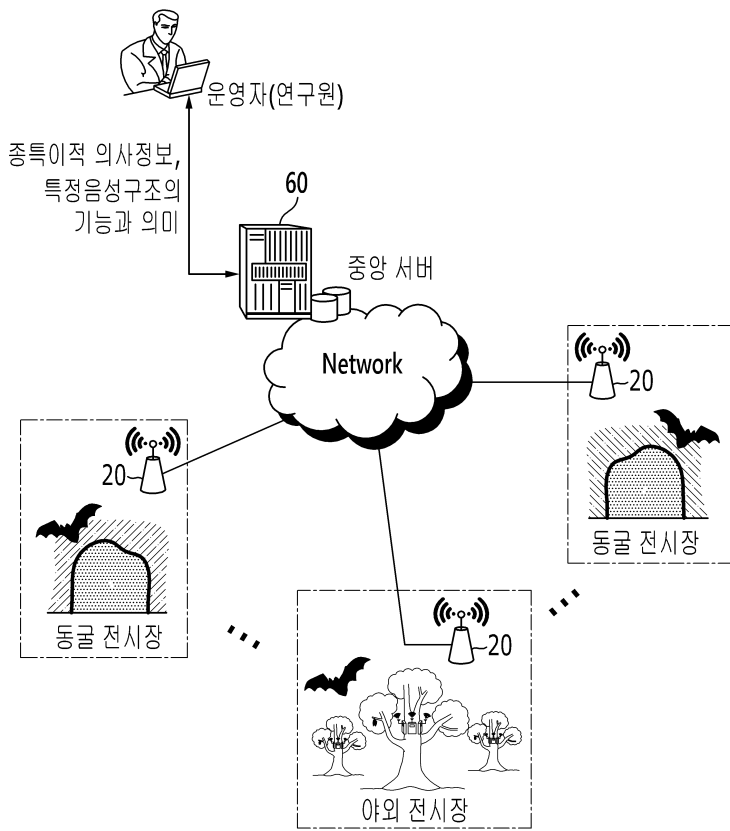 운영자(연구원)
종특이적 의사정보,
특정음성구조의
기능과 의미
60
중앙 서버
Network
20
동굴 전시장
20
동굴 전시장
20
야외 전시장